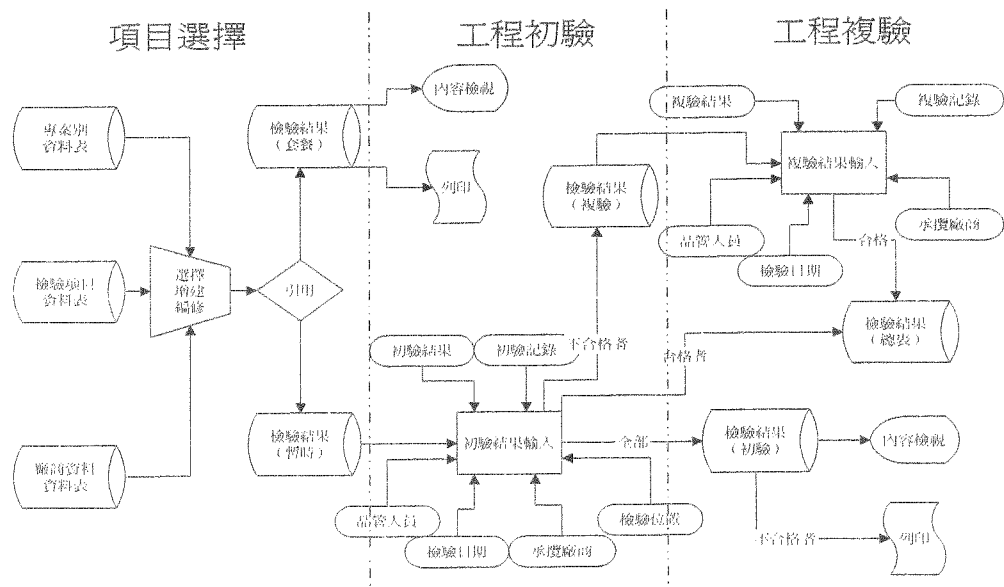 項目選擇
工程初驗
工程複驗
專案別
資料表
檢驗項目
資料表
廠商資料
資料表
選擇
增建
編修
引用
檢驗結果
（套餐）
檢驗結果
（暫時）
內容檢視
列印
初驗結果
初驗記錄
初驗結果輸入
品管人員
檢驗日期
承攬廠商
檢驗位置
不合格者
合格者
全部
檢驗結果
（複驗）
複驗結果
複驗記錄
複驗結果輸入
品管人員
檢驗日期
承攬廠商
合格
檢驗結果
（總表）
檢驗結果
（初驗）
內容檢視
不合格者
列印